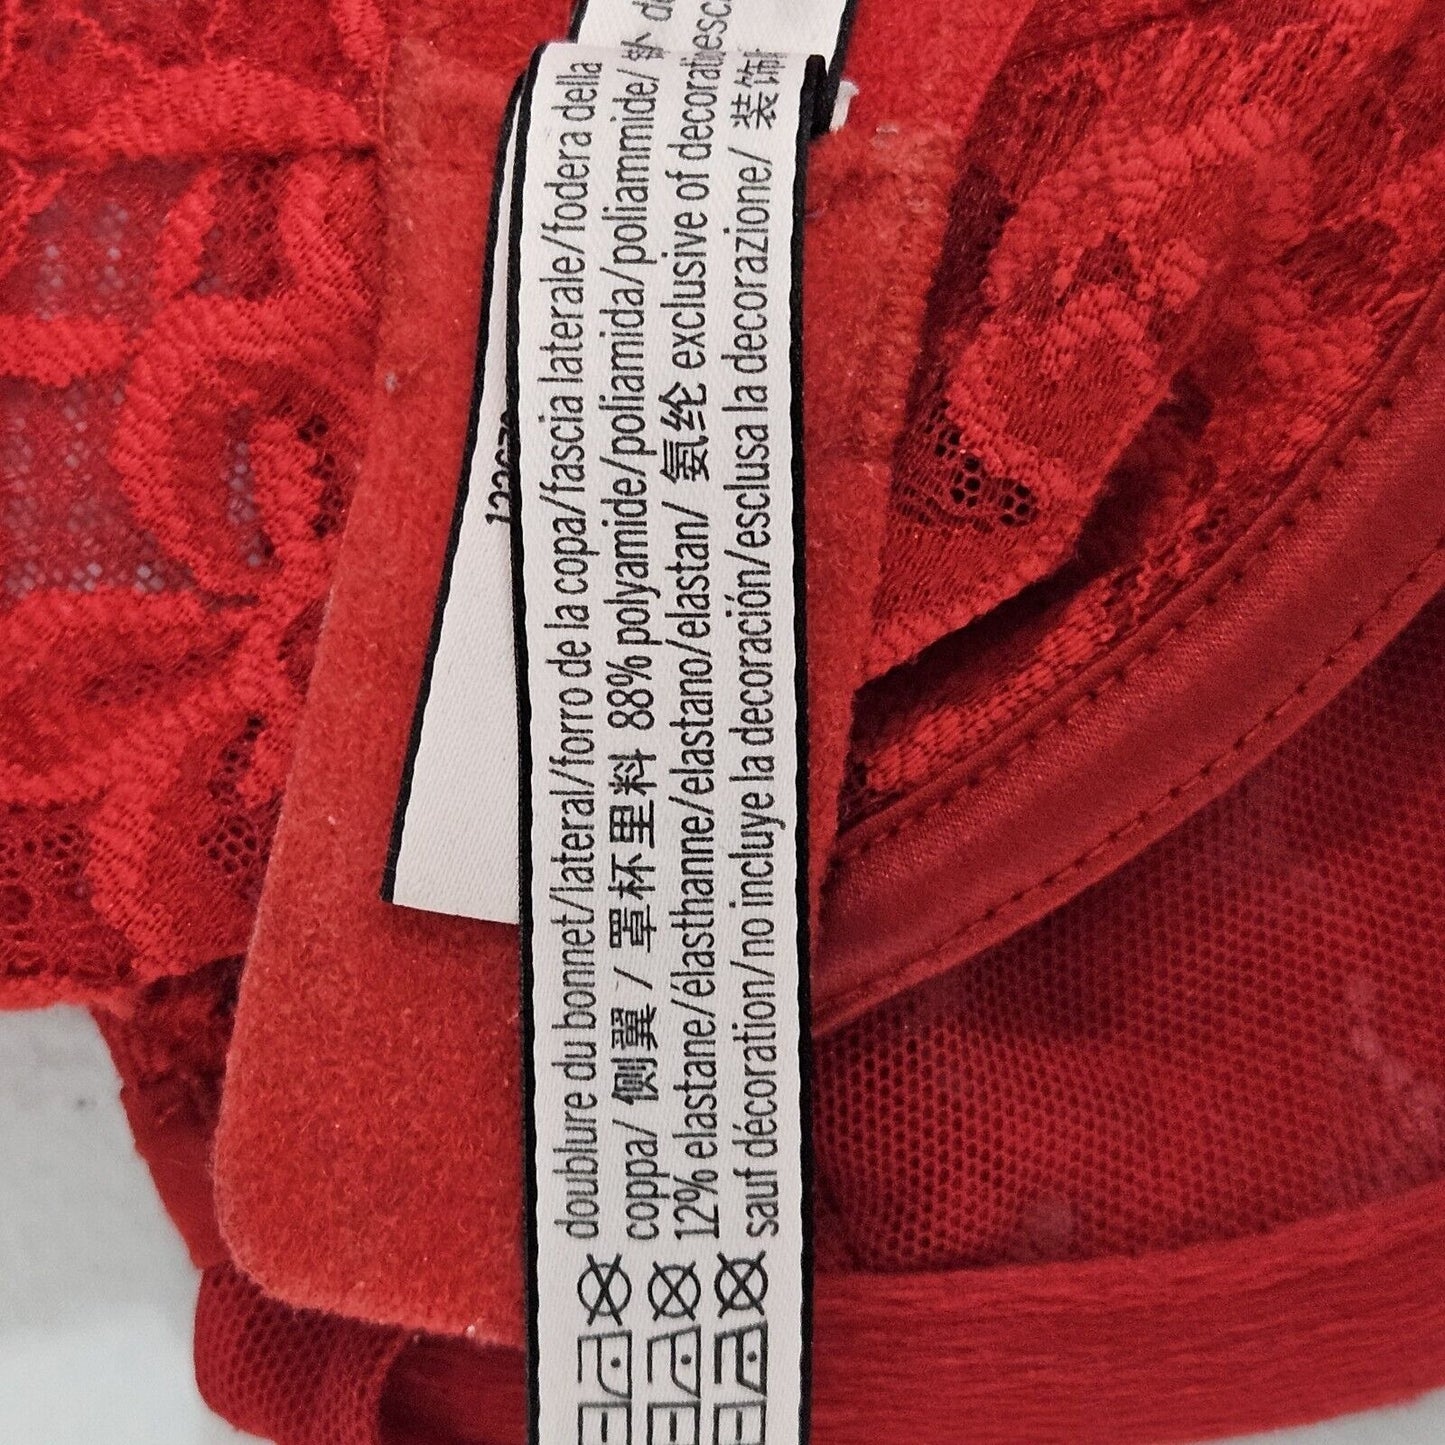 doublure du bonnet/lateral/forro de la copa/fascia laterale/fodera della
coppa/ 侧翼 / 罩杯里料 88% polyamide/poliamida/poliammide/
12% elastane/élasthanne/elastano/elastan/ 氨纶 exclusive of
sauf décoration/no incluye la decoración/esclusa la decorazione/ 装饰